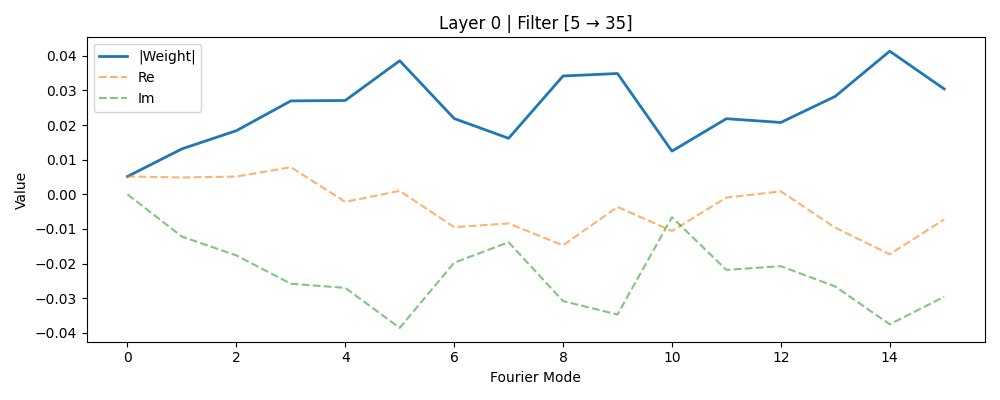 Layer 0 | Filter [5 → 35]
|Weight|
Re
Im
0.04
0.03
0.02
0.01
0.00
−0.01
−0.02
−0.03
−0.04
Value
0 2 4 6 8 10 12 14
Fourier Mode